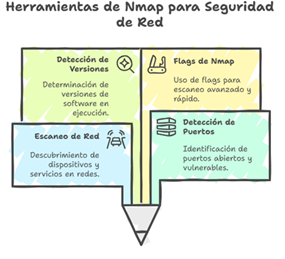 Herramientas de Nmap para Seguridad
de Red
Detección de
Versiones
Determinación de
versiones de
software en
ejecución.
Flags de Nmap
Uso de flags para
escaneo avanzado y
rápido.
Escaneo de Red
Descubrimiento de
dispositivos y
servicios en redes.
Detección de
Puertos
Identificación de
puertos abiertos y
vulnerables.